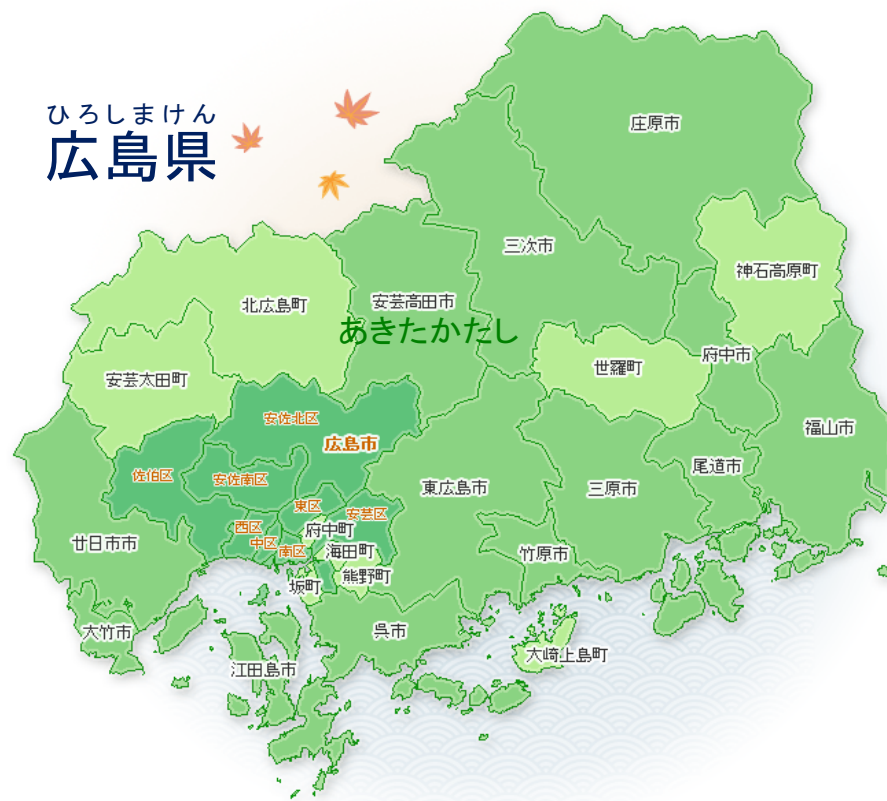 ひろしまけん
広島県
庄原市
三次市
神石高原町
北広島町
安芸高田市
あきたかたし
府中市
世羅町
安芸太田町
安佐北区
広島市
福山市
佐伯区
安佐南区
東広島市
三原市
尾道市
東区
安芸区
西区
府中町
廿日市市
中区
南区
海田町
竹原市
熊野町
坂町
大竹市
呉市
江田島市
大崎上島町